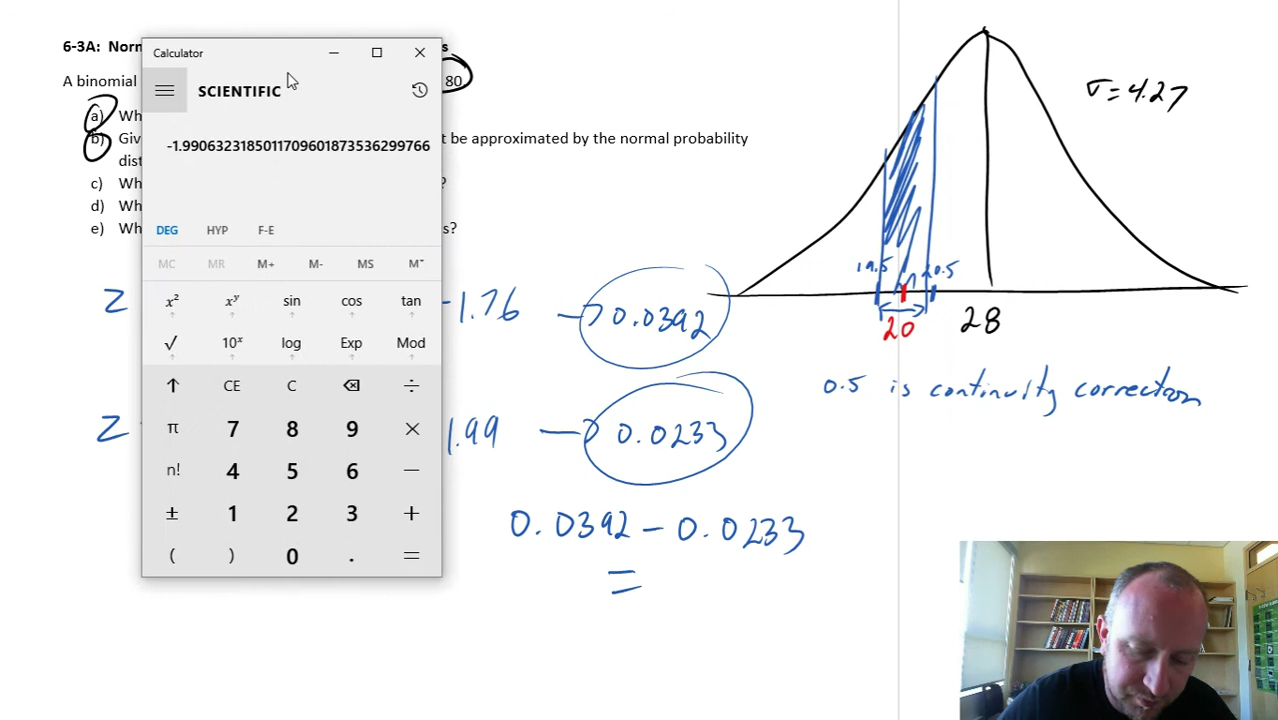 6-3A: Norm
s
A binomial
80
a) Wh
b) Giv
t be approximated by the normal probability
dist
c) Wh
?
d) Wh
e) Wh
s?
Calculator
SCIENTIFIC
-1.9906323185011709601873536299766
DEG HYP F-E
MC MR M+ M- MS M˅
x² xʸ sin cos tan
√ 10ˣ log Exp Mod
↑ CE C ⌫ ÷
π 7 8 9 ×
n! 4 5 6 −
± 1 2 3 +
( ) 0 . =
σ=4.27
19.5 20.5
20 28
0.5 is continuity correction
Z -1.76 → 0.0392
Z 1.99 → 0.0233
0.0392 - 0.0233
=